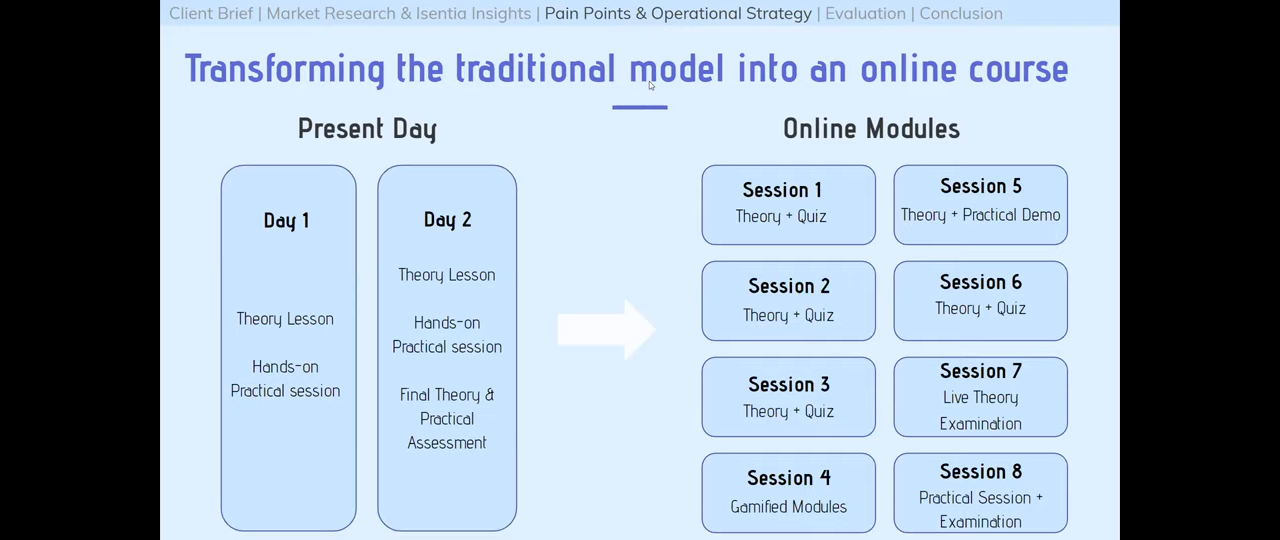 Client Brief | Market Research & Isentia Insights | Pain Points & Operational Strategy | Evaluation | Conclusion
Transforming the traditional model into an online course
Present Day
Day 1
Theory Lesson
Hands-on
Practical session
Day 2
Theory Lesson
Hands-on
Practical session
Final Theory &
Practical
Assessment
Online Modules
Session 1
Theory + Quiz
Session 2
Theory + Quiz
Session 3
Theory + Quiz
Session 4
Gamified Modules
Session 5
Theory + Practical Demo
Session 6
Theory + Quiz
Session 7
Live Theory
Examination
Session 8
Practical Session +
Examination